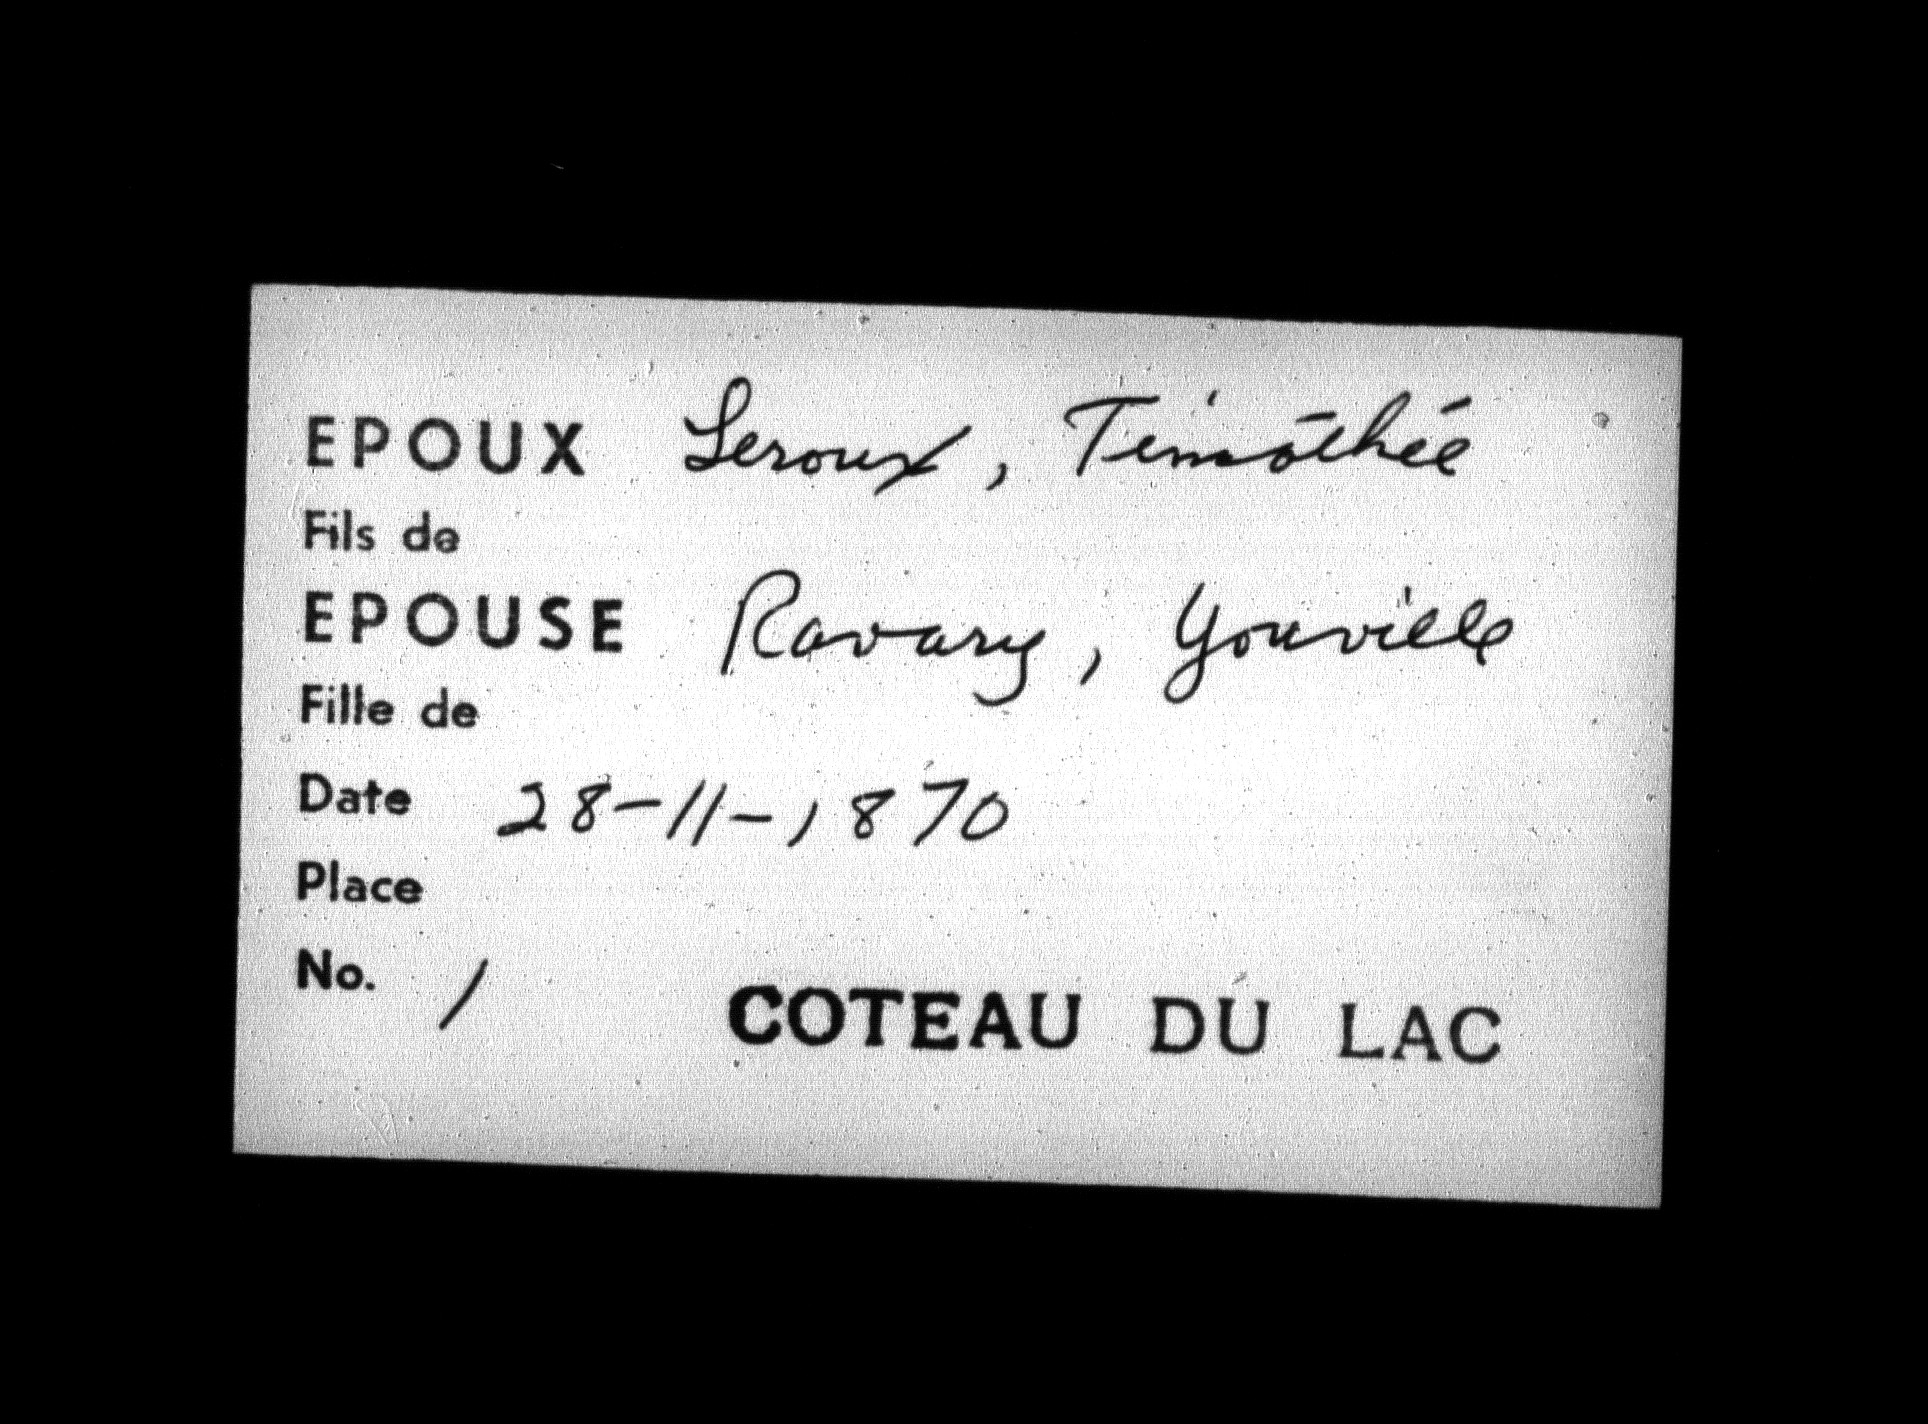 EPOUX Leroux, Timothée
Fils de
EPOUSE Ravary, Youville
Fille de
Date 28-11-1870
Place
No. 1
COTEAU DU LAC